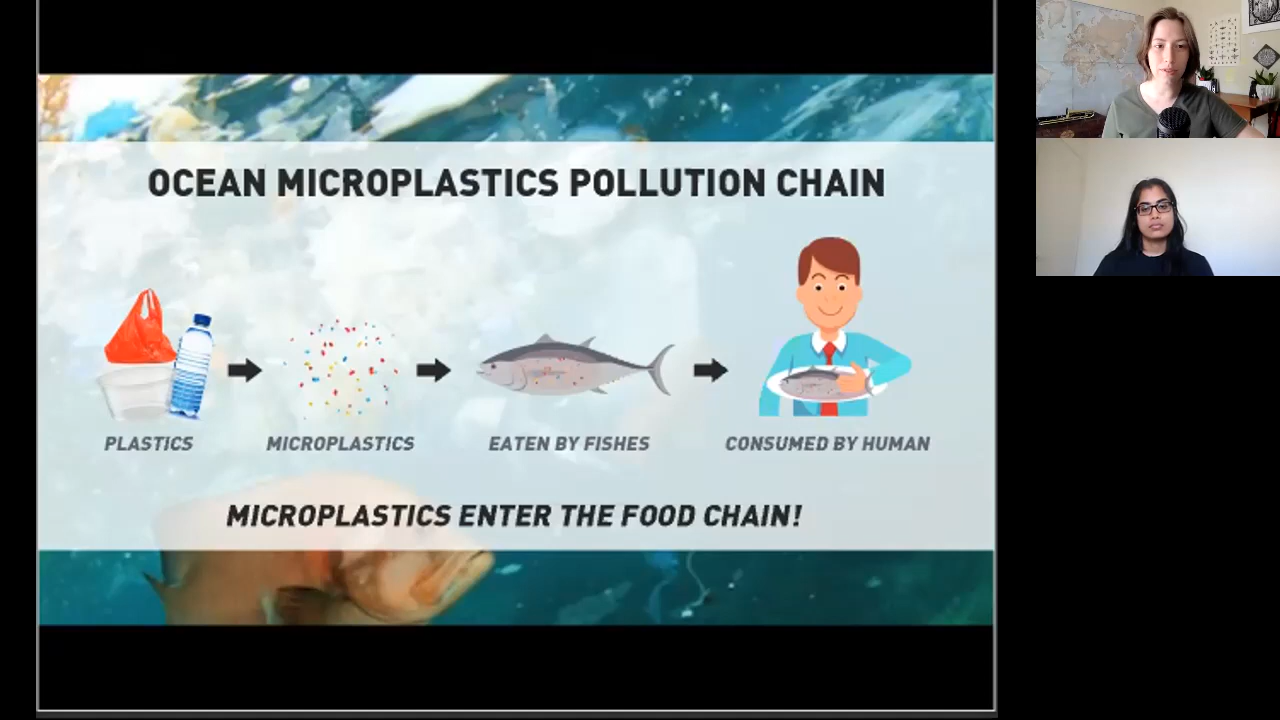 OCEAN MICROPLASTICS POLLUTION CHAIN
PLASTICS
MICROPLASTICS
EATEN BY FISHES
CONSUMED BY HUMAN
MICROPLASTICS ENTER THE FOOD CHAIN!